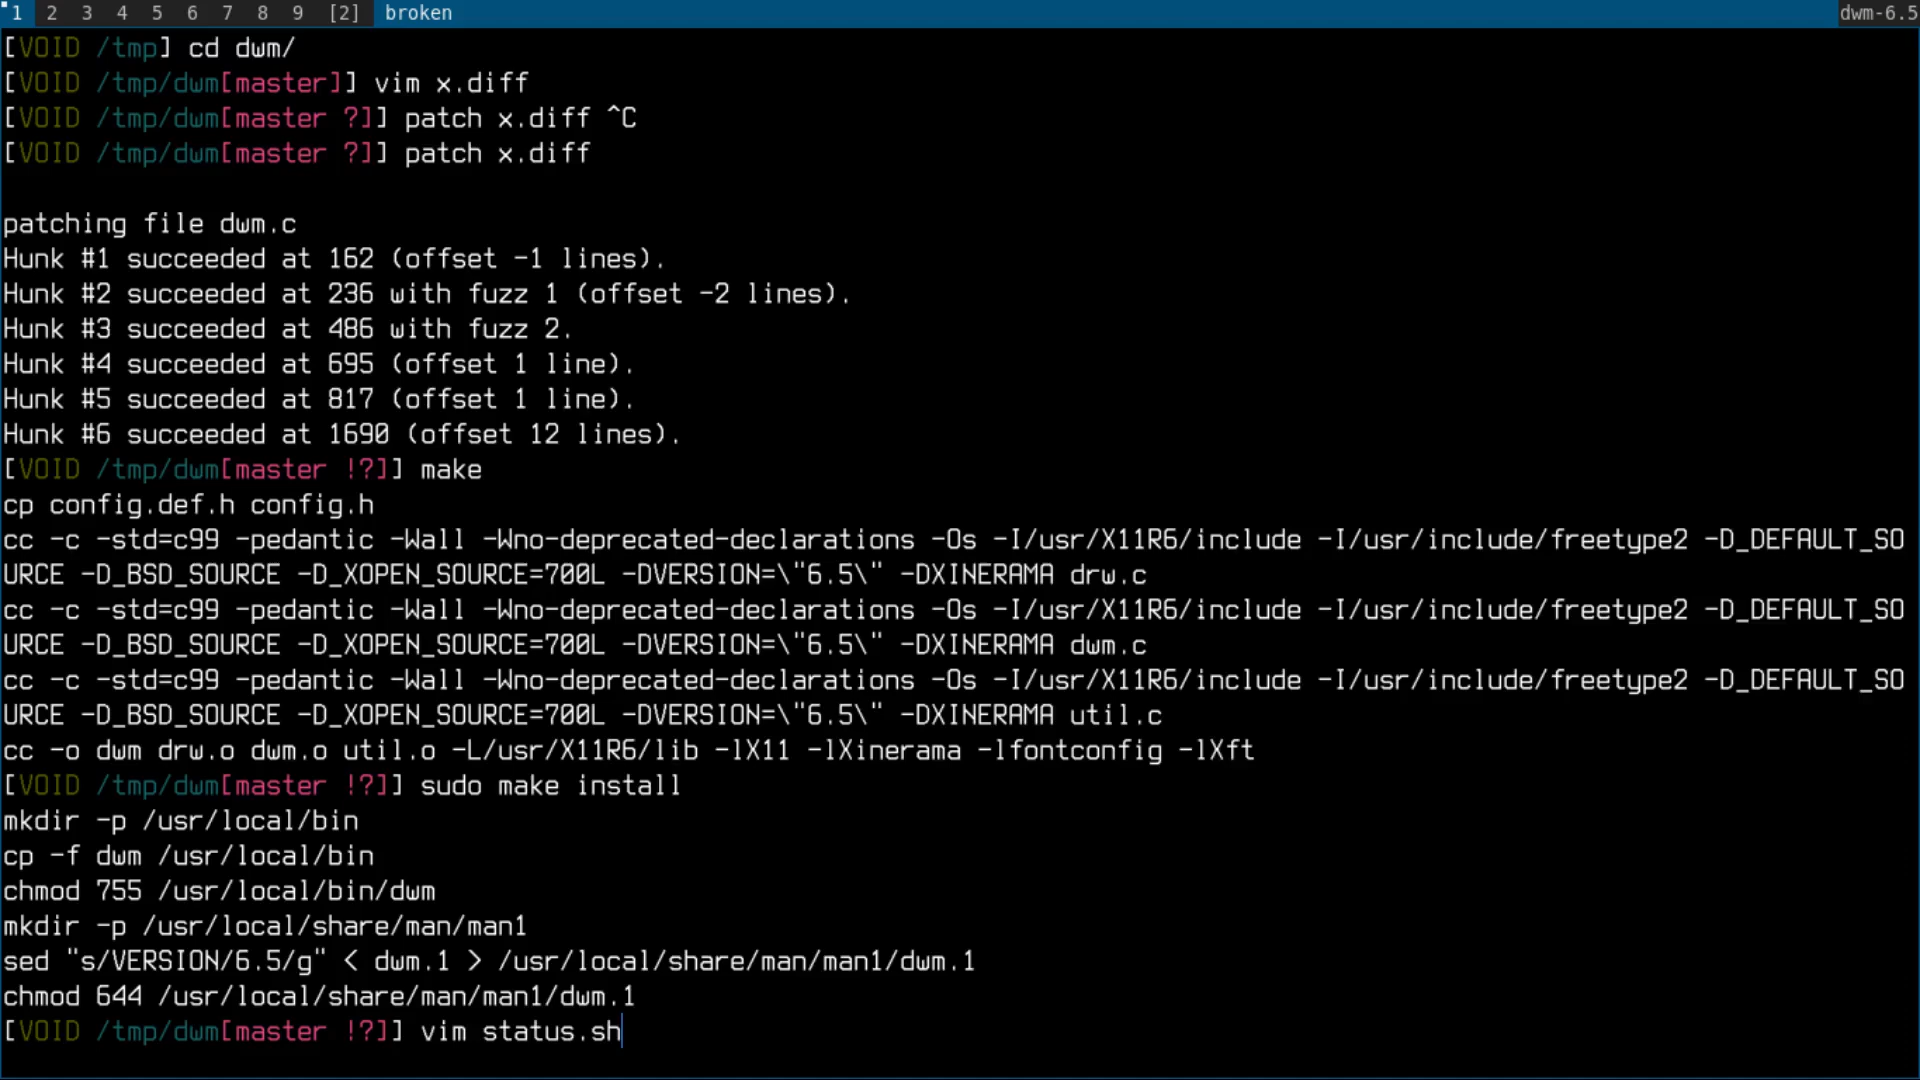 1 2 3 4 5 6 7 8 9 [2] broken dwm-6.5
[VOID /tmp] cd dwm/
[VOID /tmp/dwm[master]] vim x.diff
[VOID /tmp/dwm[master ?]] patch x.diff ^C
[VOID /tmp/dwm[master ?]] patch x.diff
patching file dwm.c
Hunk #1 succeeded at 162 (offset -1 lines).
Hunk #2 succeeded at 236 with fuzz 1 (offset -2 lines).
Hunk #3 succeeded at 486 with fuzz 2.
Hunk #4 succeeded at 695 (offset 1 line).
Hunk #5 succeeded at 817 (offset 1 line).
Hunk #6 succeeded at 1690 (offset 12 lines).
[VOID /tmp/dwm[master !?]] make
cp config.def.h config.h
cc -c -std=c99 -pedantic -Wall -Wno-deprecated-declarations -Os -I/usr/X11R6/include -I/usr/include/freetype2 -D_DEFAULT_SO
URCE -D_BSD_SOURCE -D_XOPEN_SOURCE=700L -DVERSION=\"6.5\" -DXINERAMA drw.c
cc -c -std=c99 -pedantic -Wall -Wno-deprecated-declarations -Os -I/usr/X11R6/include -I/usr/include/freetype2 -D_DEFAULT_SO
URCE -D_BSD_SOURCE -D_XOPEN_SOURCE=700L -DVERSION=\"6.5\" -DXINERAMA dwm.c
cc -c -std=c99 -pedantic -Wall -Wno-deprecated-declarations -Os -I/usr/X11R6/include -I/usr/include/freetype2 -D_DEFAULT_SO
URCE -D_BSD_SOURCE -D_XOPEN_SOURCE=700L -DVERSION=\"6.5\" -DXINERAMA util.c
cc -o dwm drw.o dwm.o util.o -L/usr/X11R6/lib -lX11 -lXinerama -lfontconfig -lXft
[VOID /tmp/dwm[master !?]] sudo make install
mkdir -p /usr/local/bin
cp -f dwm /usr/local/bin
chmod 755 /usr/local/bin/dwm
mkdir -p /usr/local/share/man/man1
sed "s/VERSION/6.5/g" < dwm.1 > /usr/local/share/man/man1/dwm.1
chmod 644 /usr/local/share/man/man1/dwm.1
[VOID /tmp/dwm[master !?]] vim status.sh